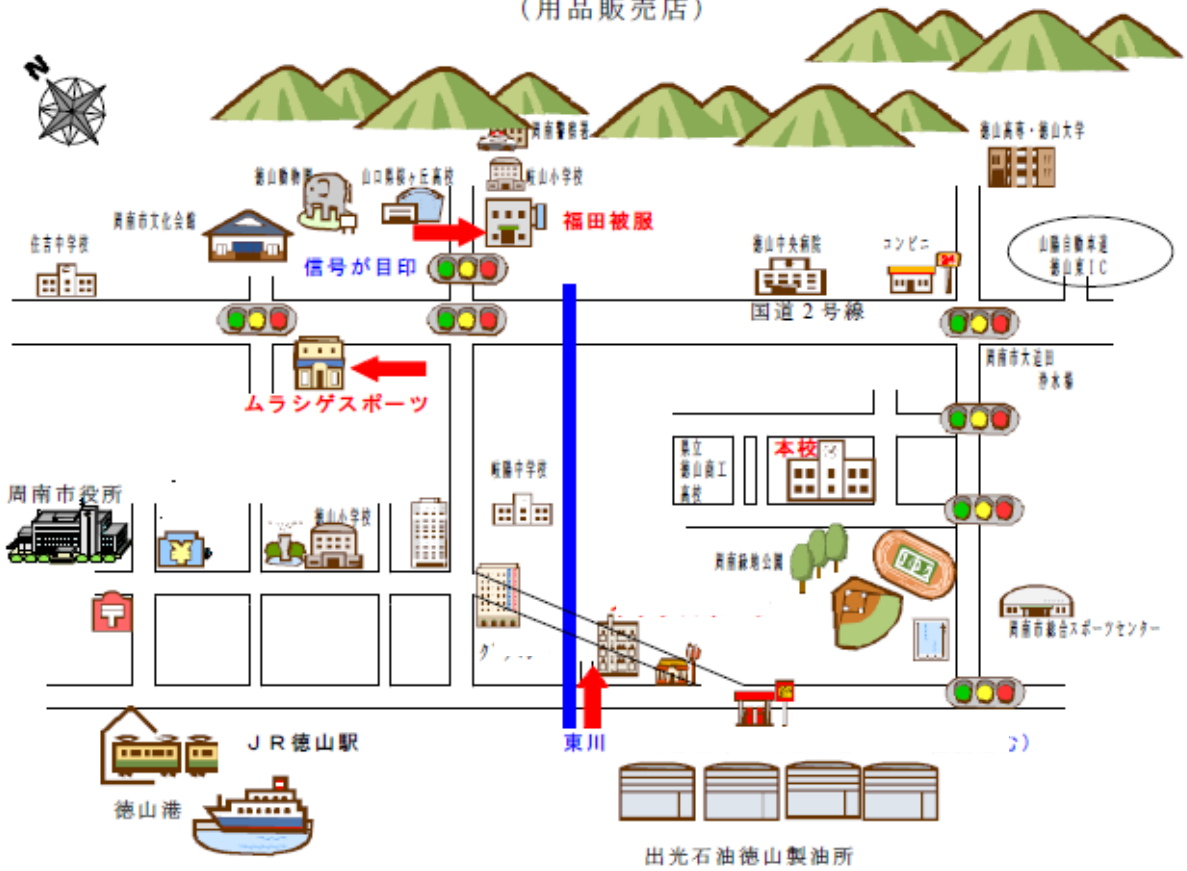 （用品販売店）
N
周南警察署
徳山高専・徳山大学
徳山動物園
山口県桜ヶ丘高校
岐山小学校
周南市文化会館
福田被服
住吉中学校
信号が目印
徳山中央病院
コンビニ
24
山陽自動車道
徳山東ＩＣ
国道２号線
周南市大迫田
浄水場
ムラシゲスポーツ
県立
徳山商工
高校
本校
岐陽中学校
周南市役所
徳山小学校
周南緑地公園
周南市総合スポーツセンター
ＪＲ徳山駅
東川
徳山港
出光石油徳山製油所